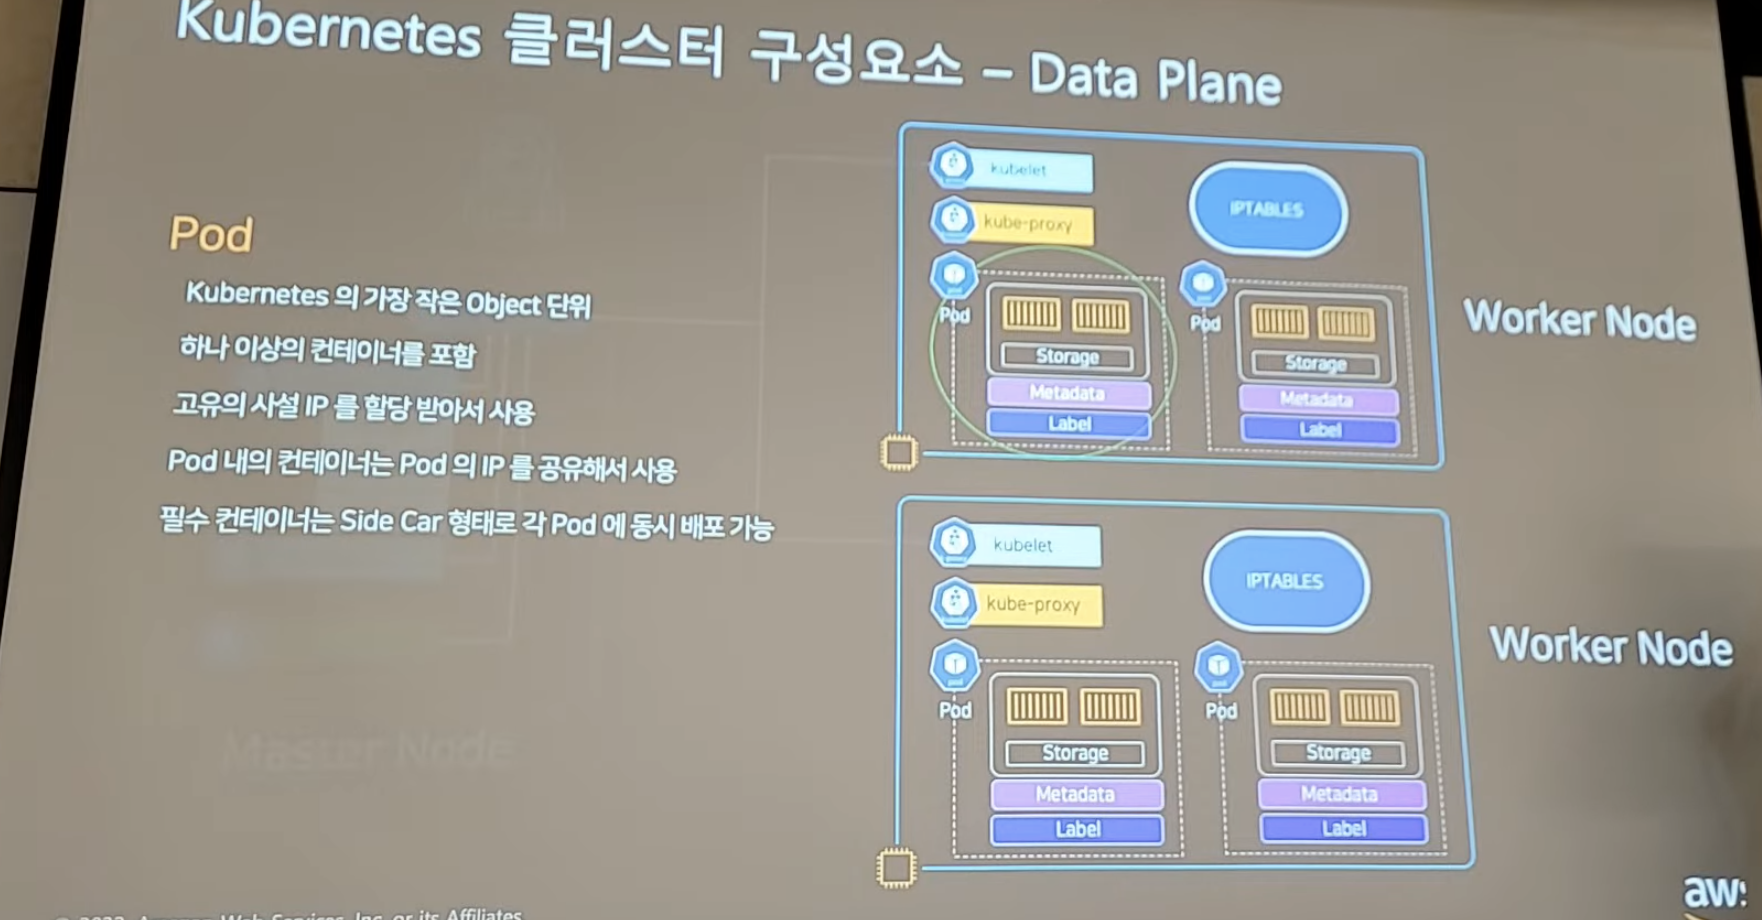 Kubernetes 클러스터 구성요소 – Data Plane
Pod
Kubernetes 의 가장 작은 Object 단위
하나 이상의 컨테이너를 포함
고유의 사설 IP 를 할당 받아서 사용
Pod 내의 컨테이너는 Pod 의 IP 를 공유해서 사용
필수 컨테이너는 Side Car 형태로 각 Pod 에 동시 배포 가능
Master Node
kubelet
kube-proxy
IPTABLES
Pod
Storage
Metadata
Label
Pod
Storage
Metadata
Label
Worker Node
kubelet
kube-proxy
IPTABLES
Pod
Storage
Metadata
Label
Pod
Storage
Metadata
Label
Worker Node
aws
Amazon Web Services, Inc. or its Affiliates